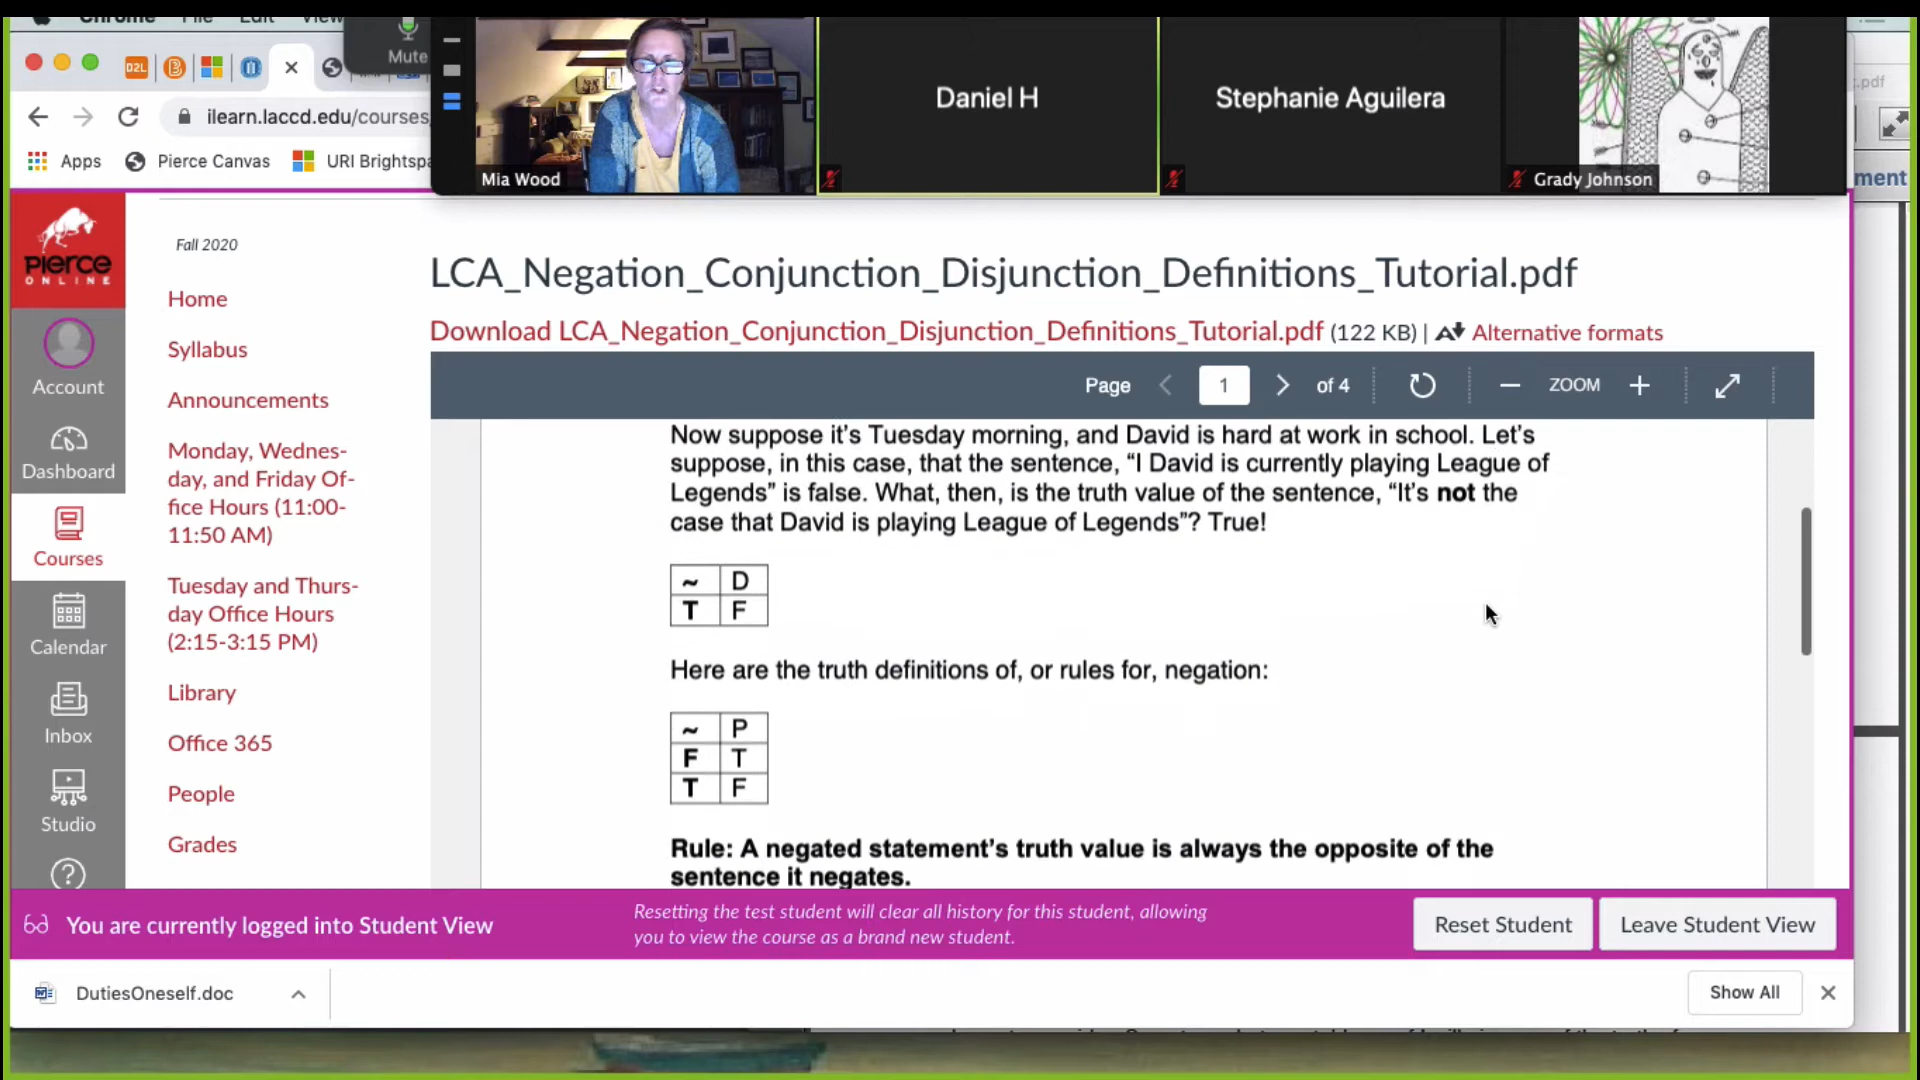 Chrome File Edit View
Mute
Mia Wood
Daniel H
Stephanie Aguilera
Grady Johnson
.pdf
D2L
ilearn.laccd.edu/courses
Apps
Pierce Canvas
URI Brightspa
ment
PIERCE
ONLINE
Account
Dashboard
Courses
Calendar
Inbox
Studio
Fall 2020
Home
Syllabus
Announcements
Monday, Wednes-
day, and Friday Of-
fice Hours (11:00-
11:50 AM)
Tuesday and Thurs-
day Office Hours
(2:15-3:15 PM)
Library
Office 365
People
Grades
LCA_Negation_Conjunction_Disjunction_Definitions_Tutorial.pdf
Download LCA_Negation_Conjunction_Disjunction_Definitions_Tutorial.pdf (122 KB) | Alternative formats
Page 1 of 4 ZOOM
Now suppose it’s Tuesday morning, and David is hard at work in school. Let’s
suppose, in this case, that the sentence, “I David is currently playing League of
Legends” is false. What, then, is the truth value of the sentence, “It’s not the
case that David is playing League of Legends”? True!
~ D
T F
Here are the truth definitions of, or rules for, negation:
~ P
F T
T F
Rule: A negated statement’s truth value is always the opposite of the
sentence it negates.
You are currently logged into Student View
Resetting the test student will clear all history for this student, allowing
you to view the course as a brand new student.
Reset Student
Leave Student View
DutiesOneself.doc
Show All